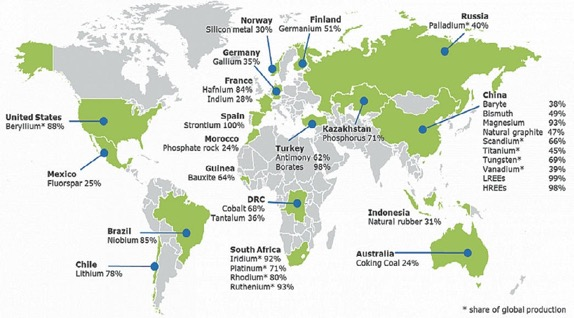 Norway
Silicon metal 30%
Finland
Germanium 51%
Russia
Palladium* 40%
Germany
Gallium 35%
France
Hafnium 84%
Indium 28%
Spain
Strontium 100%
Morocco
Phosphate rock 24%
United States
Beryllium* 88%
Mexico
Fluorspar 25%
Guinea
Bauxite 64%
Turkey
Antimony 62%
Borates 98%
Kazakhstan
Phosphorus 71%
China
Baryte 38%
Bismuth 49%
Magnesium 93%
Natural graphite 47%
Scandium* 66%
Titanium* 45%
Tungsten* 69%
Vanadium* 39%
LREEs 99%
HREEs 98%
DRC
Cobalt 68%
Tantalum 36%
Brazil
Niobium 85%
Chile
Lithium 78%
South Africa
Iridium* 92%
Platinum* 71%
Rhodium* 80%
Ruthenium* 93%
Indonesia
Natural rubber 31%
Australia
Coking Coal 24%
* share of global production